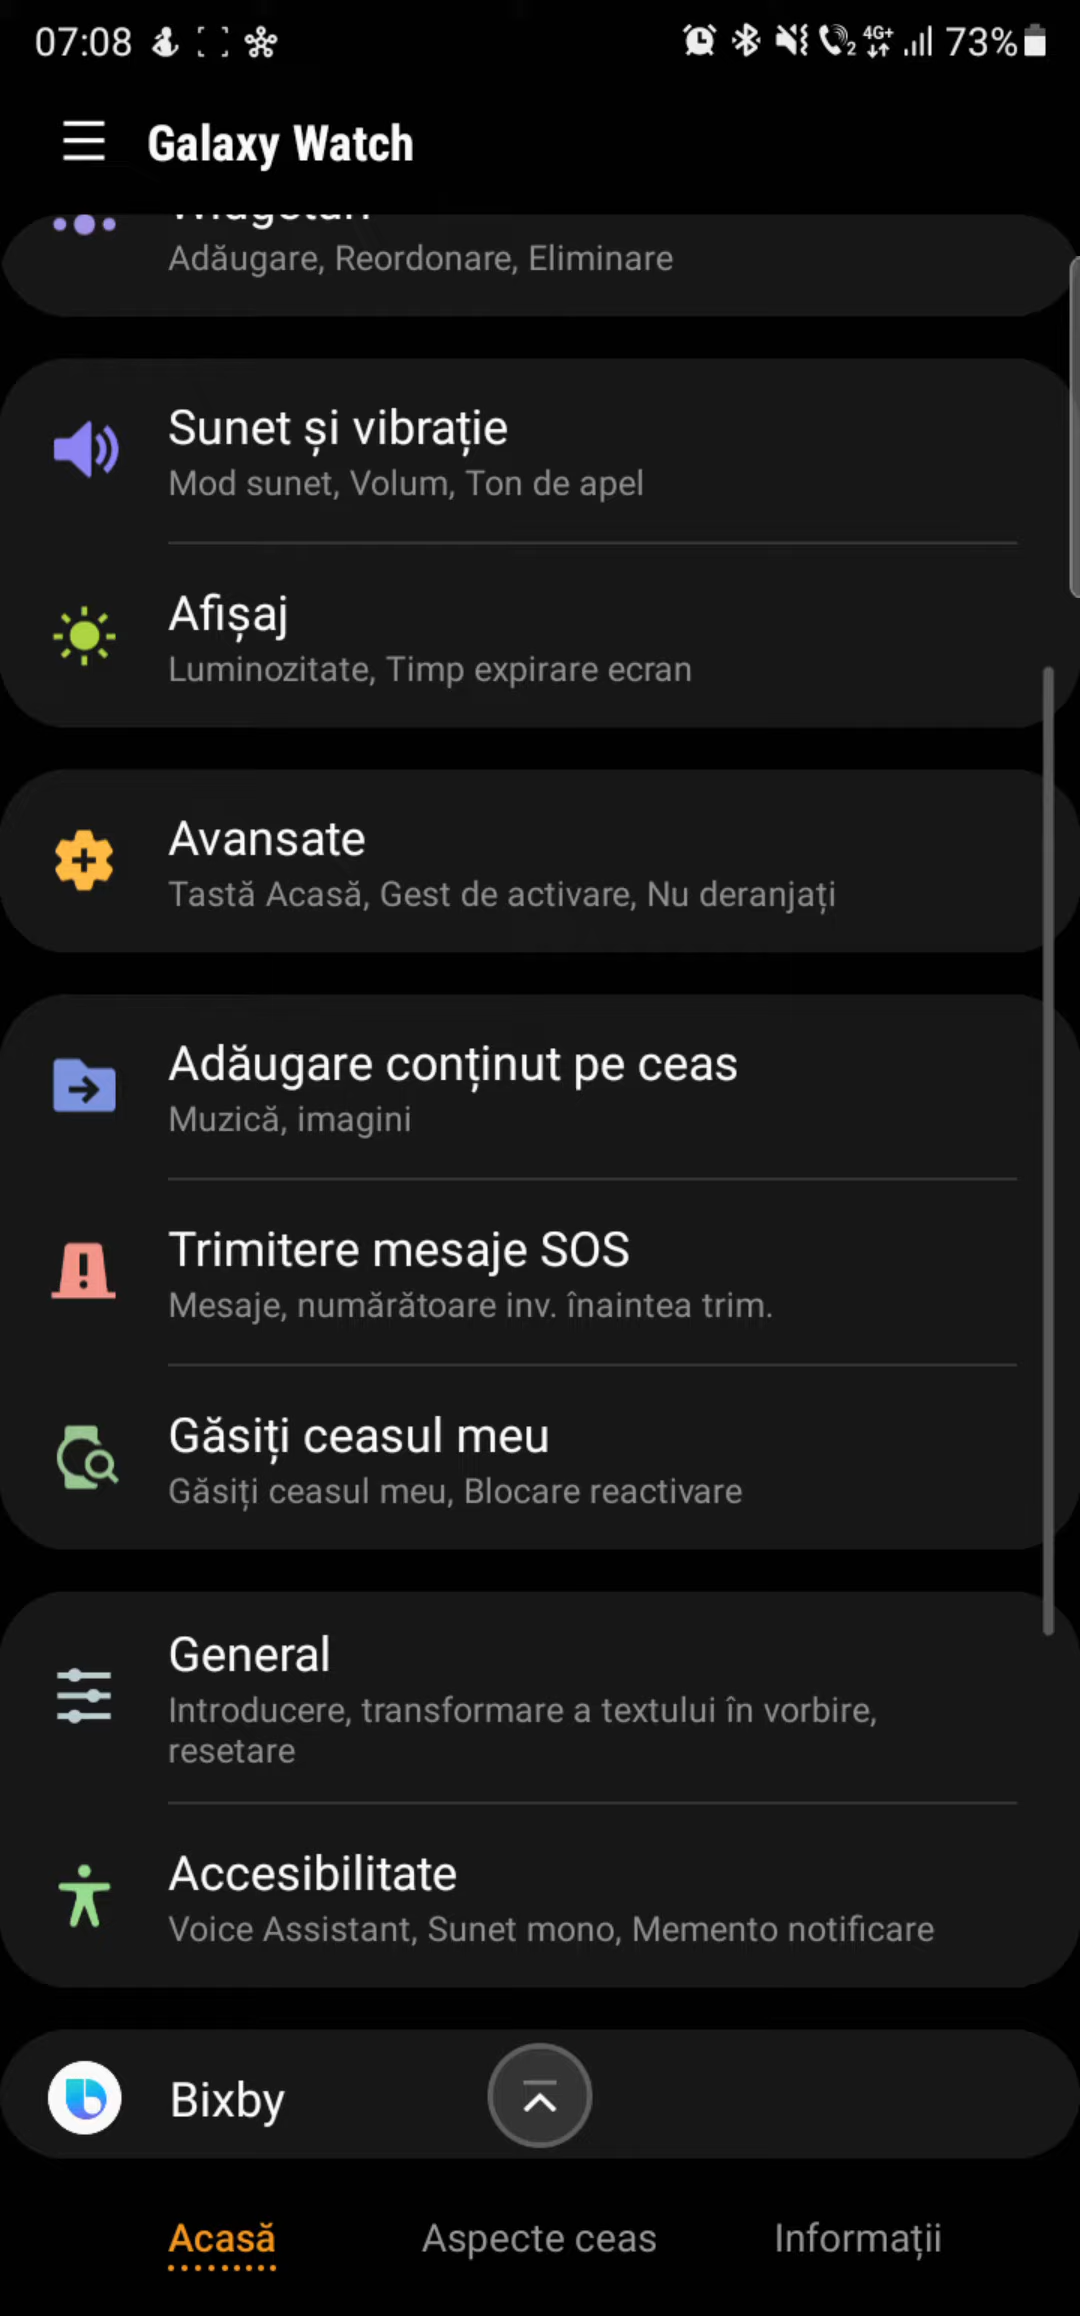 07:08 2 4G+ 73%
Galaxy Watch
Adăugare, Reordonare, Eliminare
Sunet și vibrație
Mod sunet, Volum, Ton de apel
Afișaj
Luminozitate, Timp expirare ecran
Avansate
Tastă Acasă, Gest de activare, Nu deranjați
Adăugare conținut pe ceas
Muzică, imagini
Trimitere mesaje SOS
Mesaje, numărătoare inv. înaintea trim.
Găsiți ceasul meu
Găsiți ceasul meu, Blocare reactivare
General
Introducere, transformare a textului în vorbire,
resetare
Accesibilitate
Voice Assistant, Sunet mono, Memento notificare
Bixby
Acasă Aspecte ceas Informații